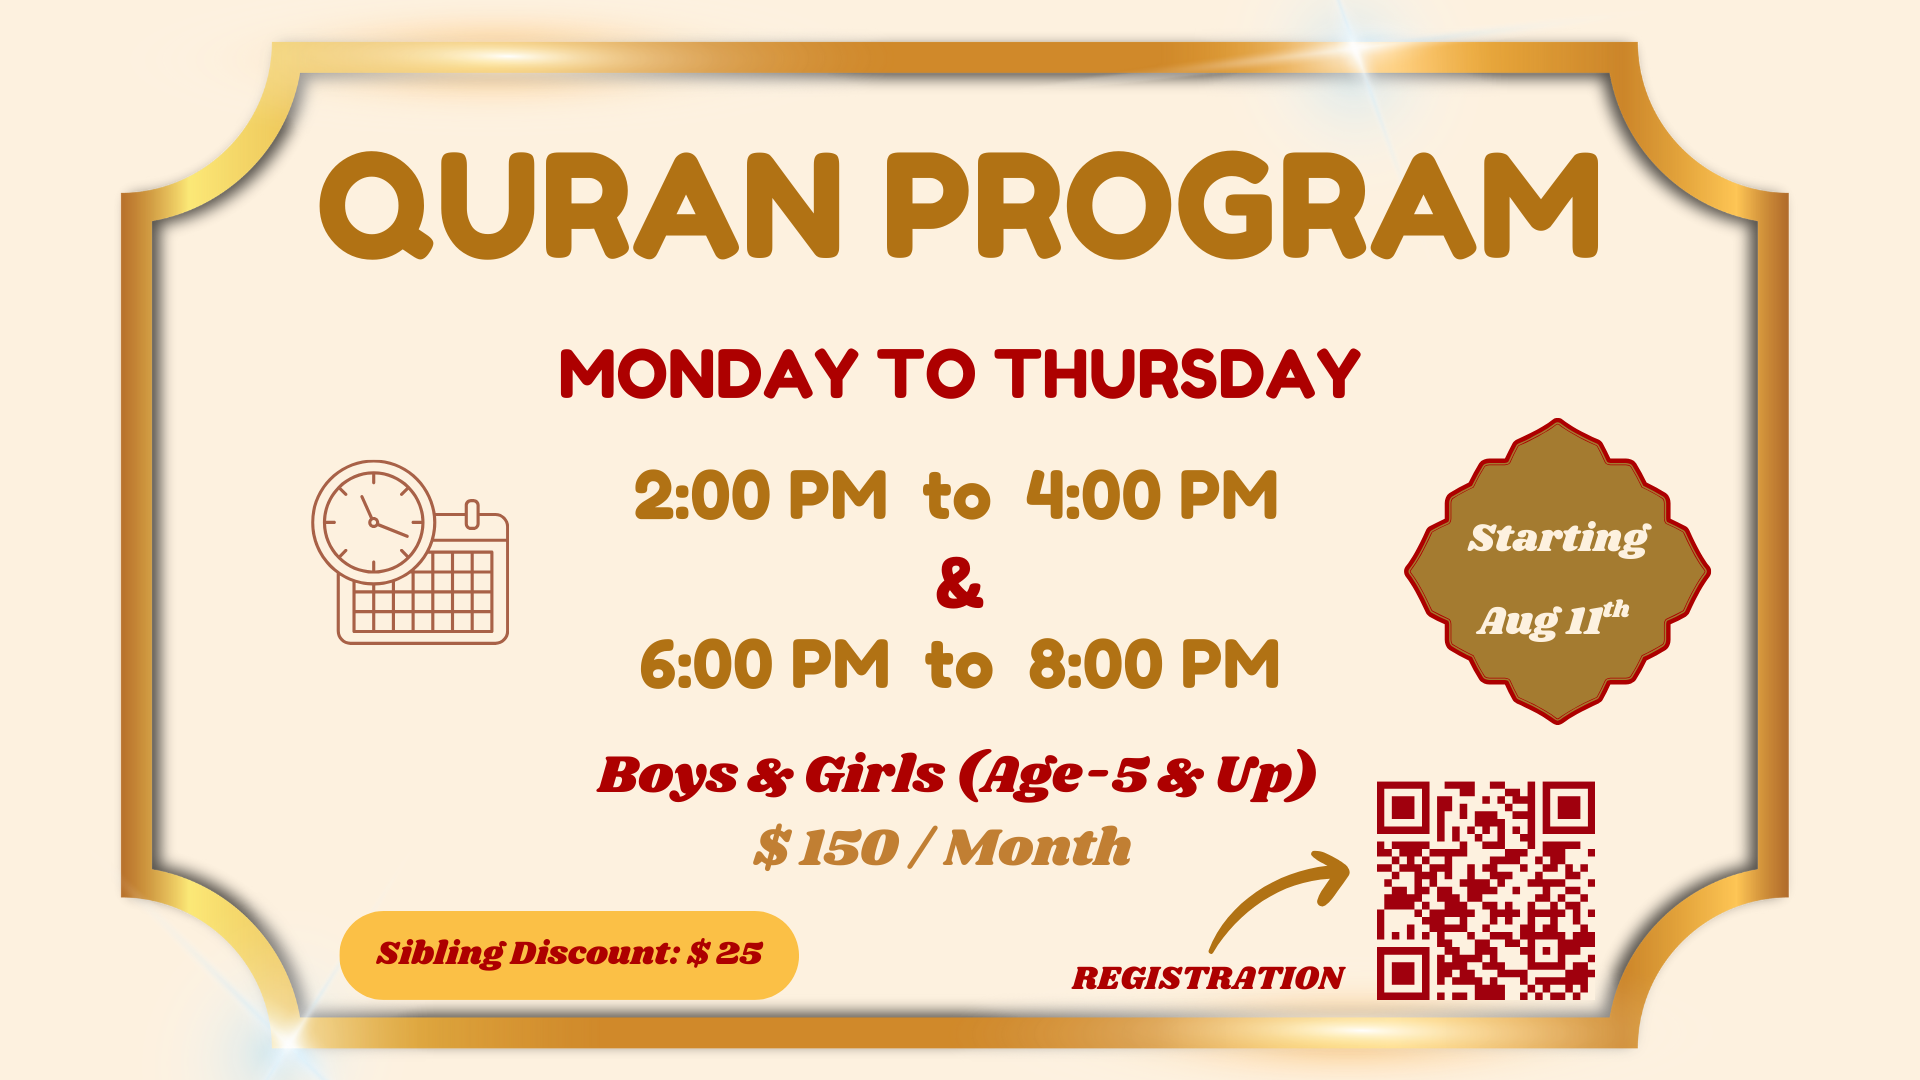 QURAN PROGRAM
MONDAY TO THURSDAY
2:00 PM to 4:00 PM
&
6:00 PM to 8:00 PM
Starting
Aug 11th
Boys & Girls (Age-5 & Up)
$ 150 / Month
Sibling Discount: $ 25
REGISTRATION